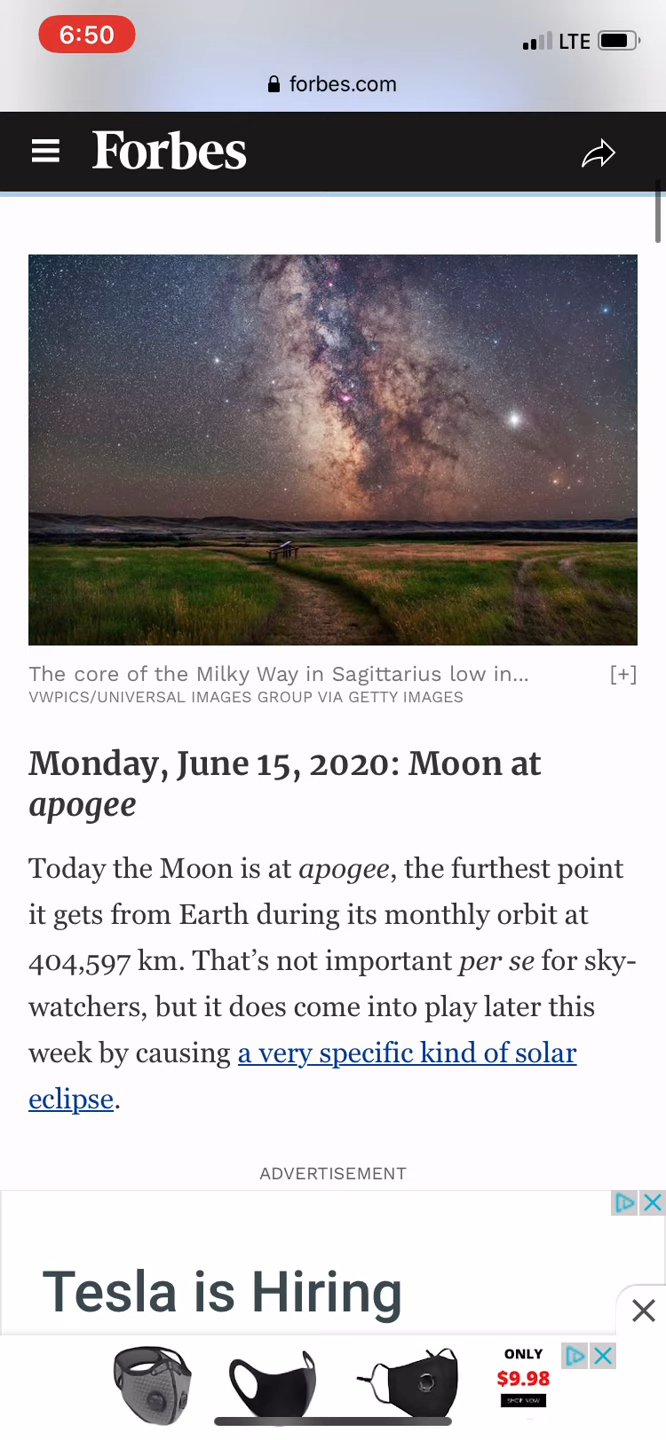 6:50
LTE
forbes.com
Forbes
The core of the Milky Way in Sagittarius low in... [+]
VWPICS/UNIVERSAL IMAGES GROUP VIA GETTY IMAGES
Monday, June 15, 2020: Moon at
apogee
Today the Moon is at apogee, the furthest point
it gets from Earth during its monthly orbit at
404,597 km. That’s not important per se for sky-
watchers, but it does come into play later this
week by causing a very specific kind of solar
eclipse.
ADVERTISEMENT
Tesla is Hiring
ONLY
$9.98
SHOP NOW